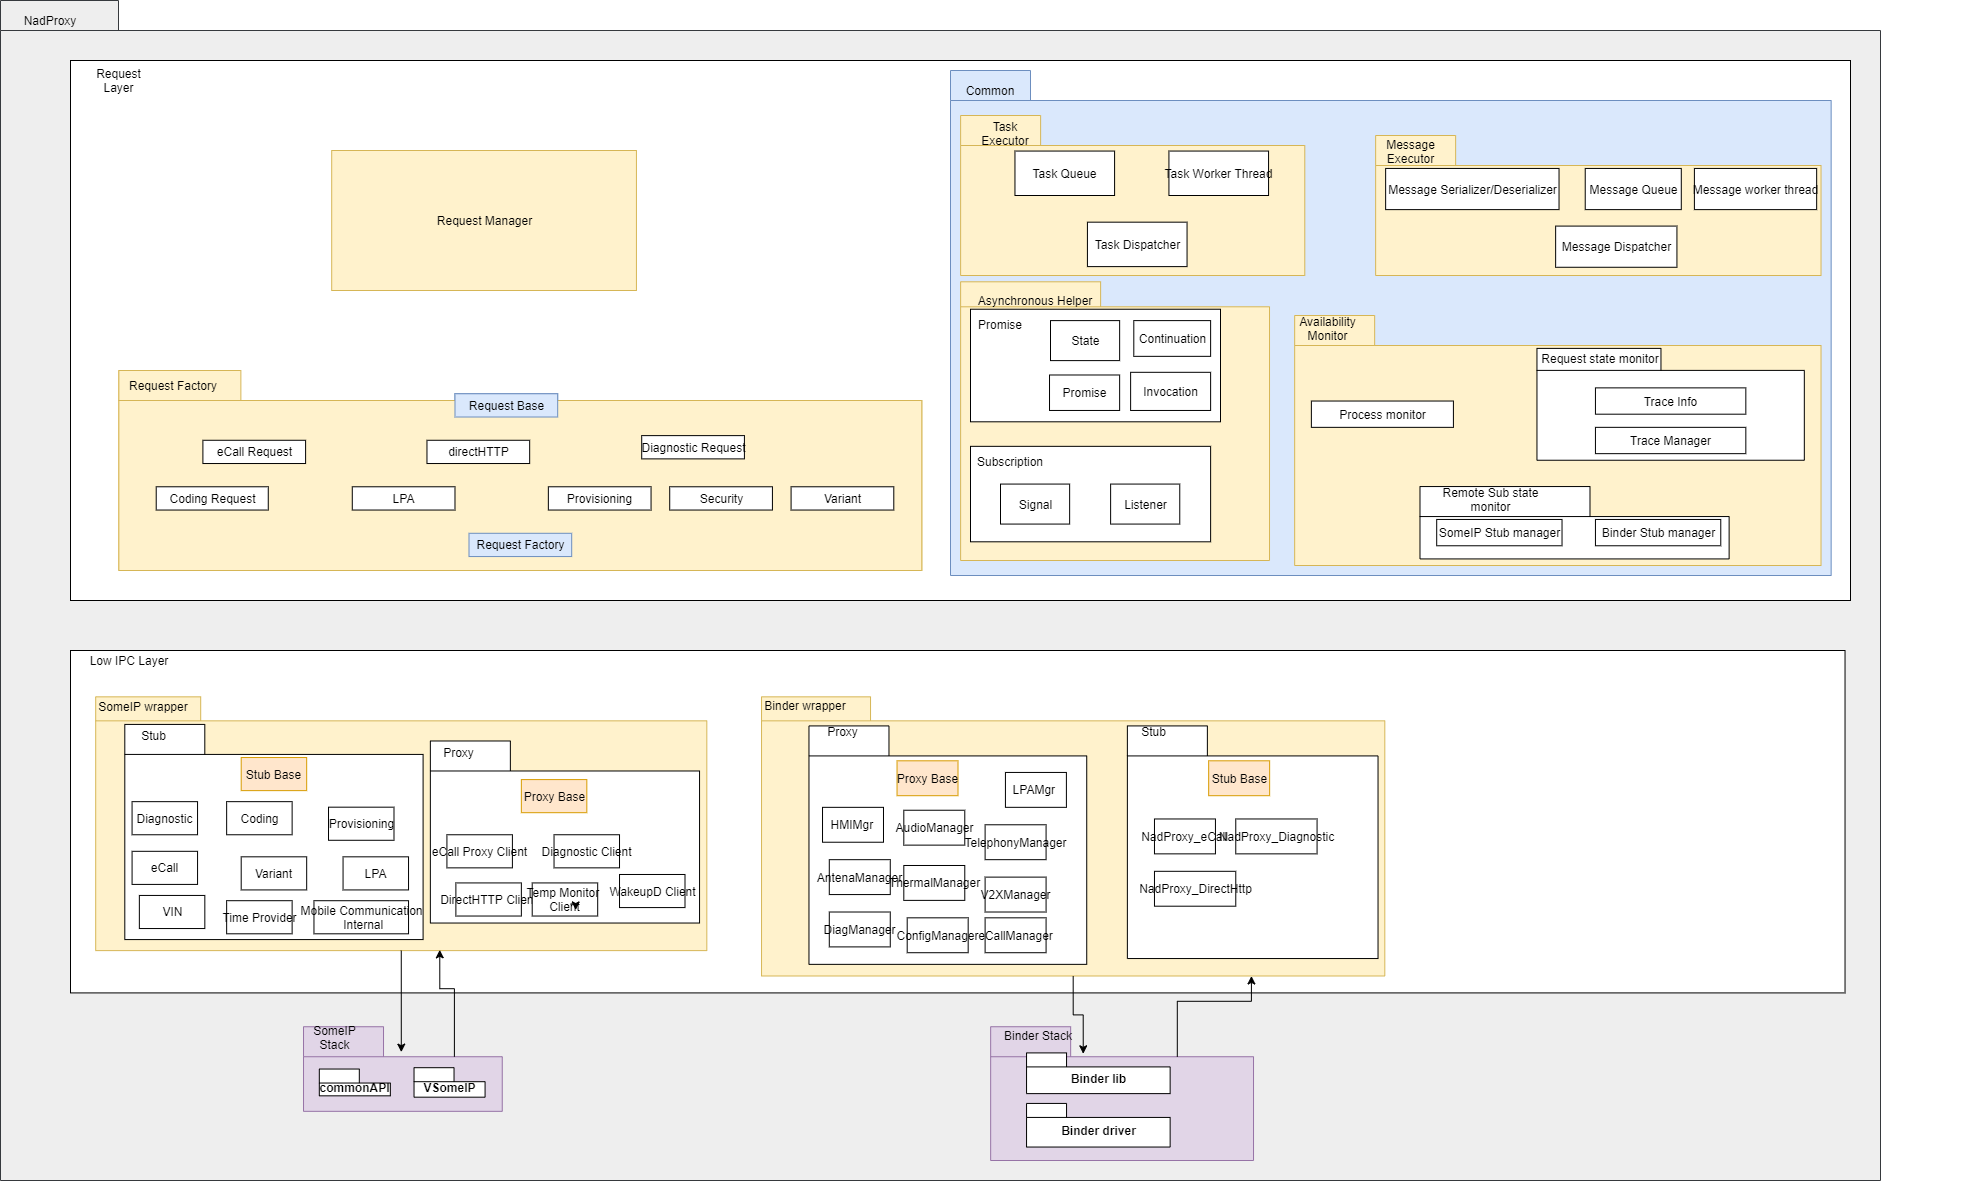 NadProxy
Request
Layer
Common
Task
Executor
Task Queue
Task Worker Thread
Task Dispatcher
Message
Executor
Message Serializer/Deserializer
Message Queue
Message worker thread
Message Dispatcher
Request Manager
Asynchronous Helper
Promise
State
Continuation
Promise
Invocation
Subscription
Signal
Listener
Availability
Monitor
Request state monitor
Trace Info
Trace Manager
Process monitor
Remote Sub state
monitor
SomeIP Stub manager
Binder Stub manager
Request Factory
Request Base
eCall Request
directHTTP
Diagnostic Request
Coding Request
LPA
Provisioning
Security
Variant
Request Factory
Low IPC Layer
SomeIP wrapper
Stub
Stub Base
Diagnostic
Coding
Provisioning
eCall
Variant
LPA
VIN
Time Provider
Mobile Communication
Internal
Proxy
Proxy Base
eCall Proxy Client
Diagnostic Client
DirectHTTP Client
Temp Monitor
Client
WakeupD Client
Binder wrapper
Proxy
Proxy Base
LPAMgr
HMIMgr
AudioManager
TelephonyManager
AntenaManager
ThermalManager
V2XManager
DiagManager
ConfigManager
eCallManager
Stub
Stub Base
NadProxy_eCall
NadProxy_Diagnostic
NadProxy_DirectHttp
SomeIP
Stack
commonAPI
VSomeIP
Binder Stack
Binder lib
Binder driver